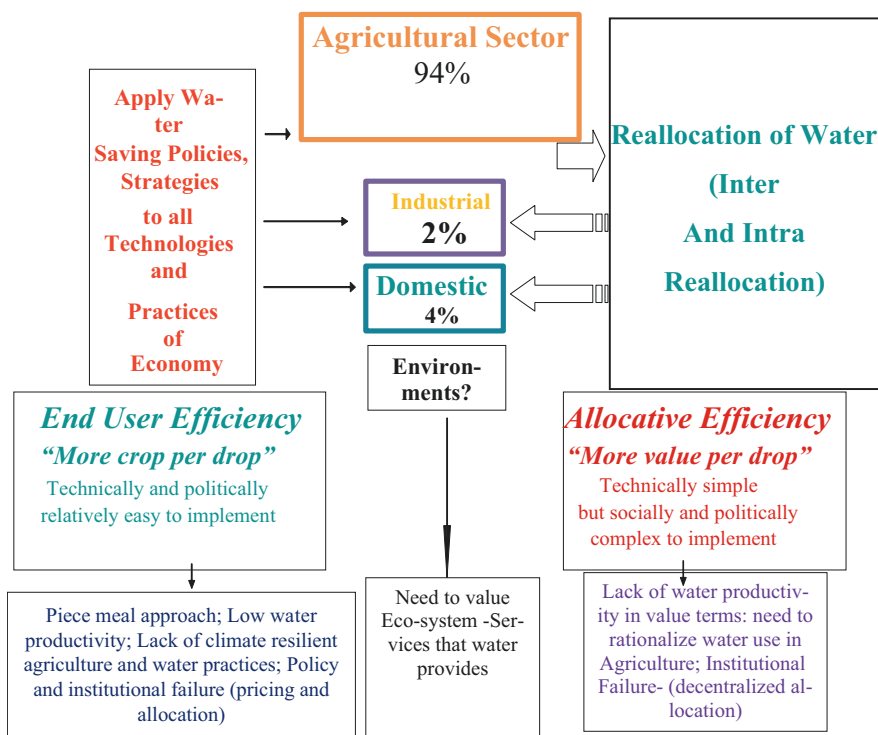 Agricultural Sector
94%
Apply Wa-
ter
Saving Policies,
Strategies
to all
Technologies
and
Practices
of
Economy
Industrial
2%
Domestic
4%
Reallocation of Water
(Inter
And Intra
Reallocation)
Environ-
ments?
End User Efficiency
“More crop per drop”
Technically and politically
relatively easy to implement
Allocative Efficiency
“More value per drop”
Technically simple
but socially and politically
complex to implement
Piece meal approach; Low water
productivity; Lack of climate resilient
agriculture and water practices; Policy
and institutional failure (pricing and
allocation)
Need to value
Eco-system -Ser-
vices that water
provides
Lack of water productiv-
ity in value terms: need to
rationalize water use in
Agriculture; Institutional
Failure- (decentralized al-
location)